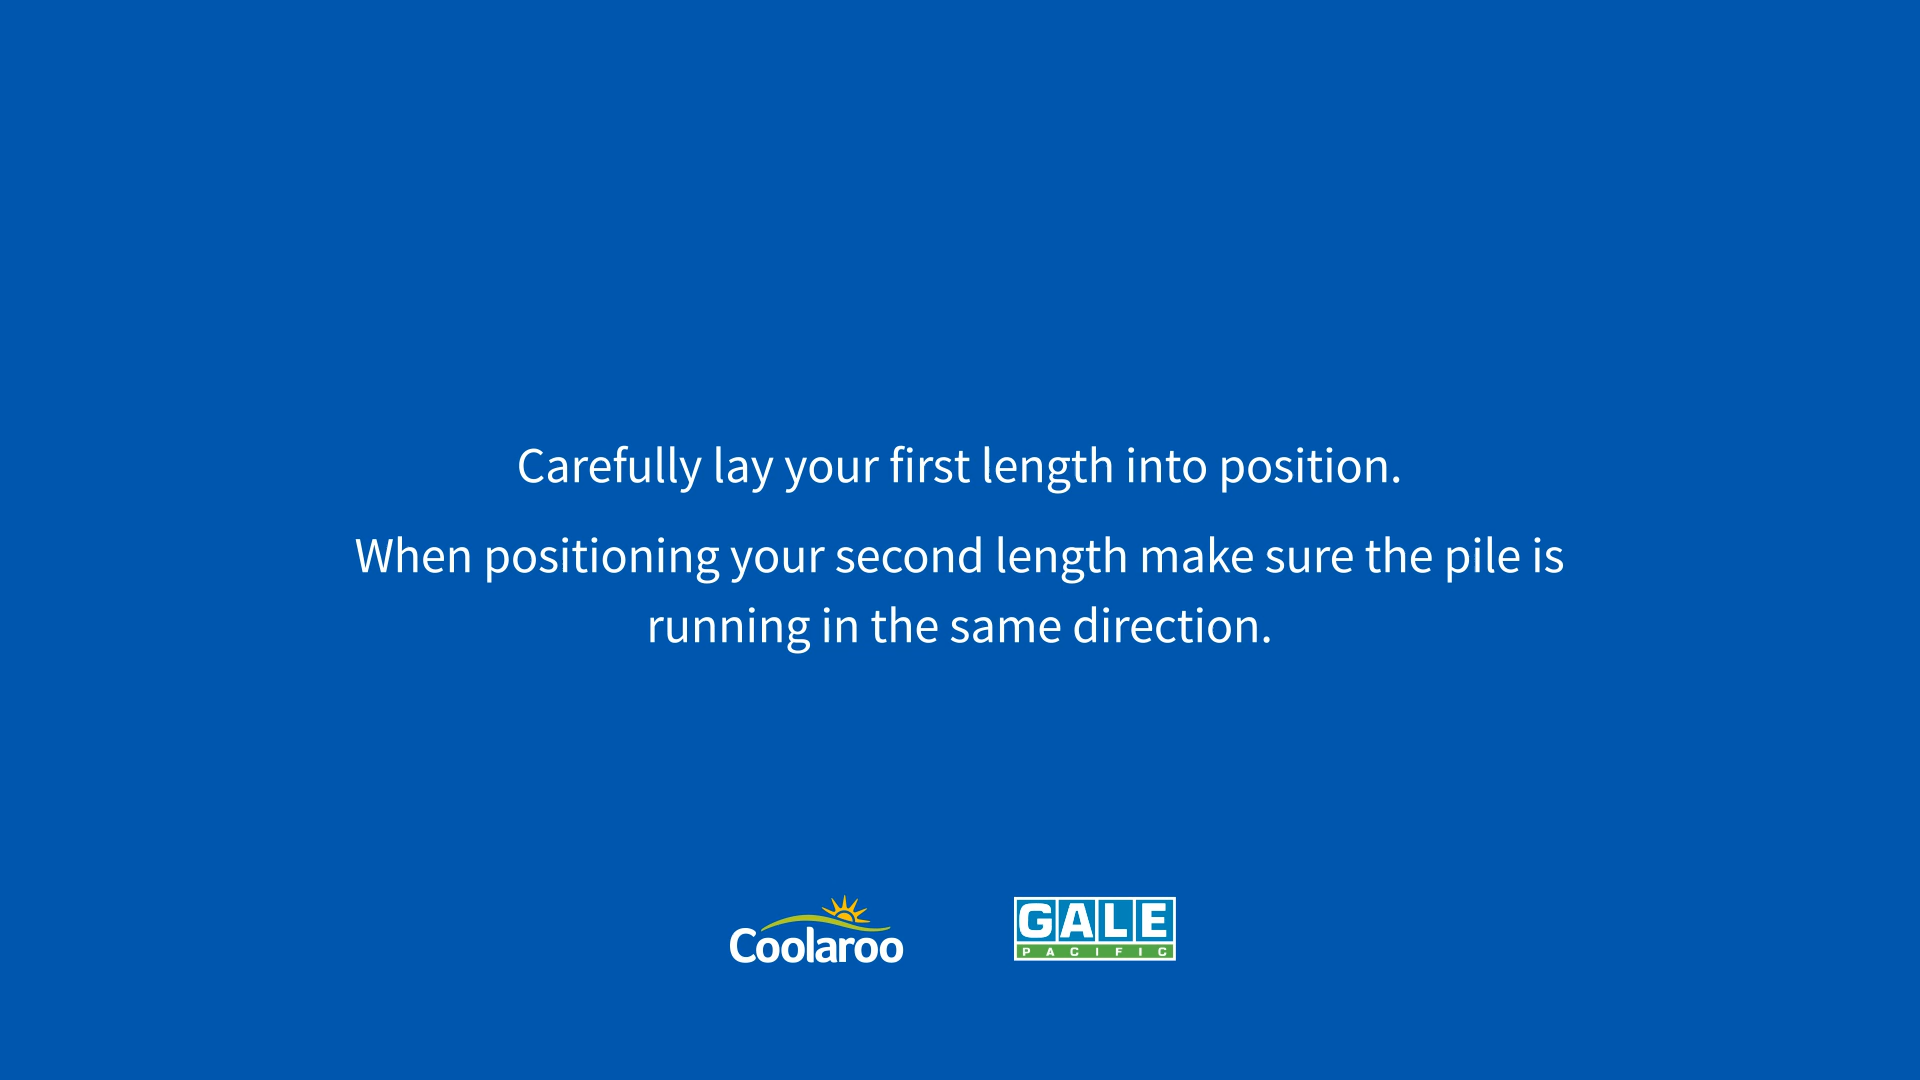 Carefully lay your first length into position.
When positioning your second length make sure the pile is
running in the same direction.
Coolaroo
GALE
PACIFIC